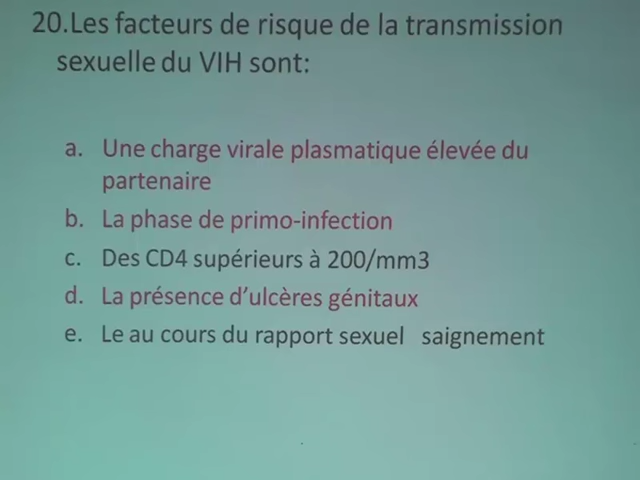 20.Les facteurs de risque de la transmission
sexuelle du VIH sont:
a. Une charge virale plasmatique élevée du
partenaire
b. La phase de primo-infection
c. Des CD4 supérieurs à 200/mm3
d. La présence d'ulcères génitaux
e. Le au cours du rapport sexuel saignement